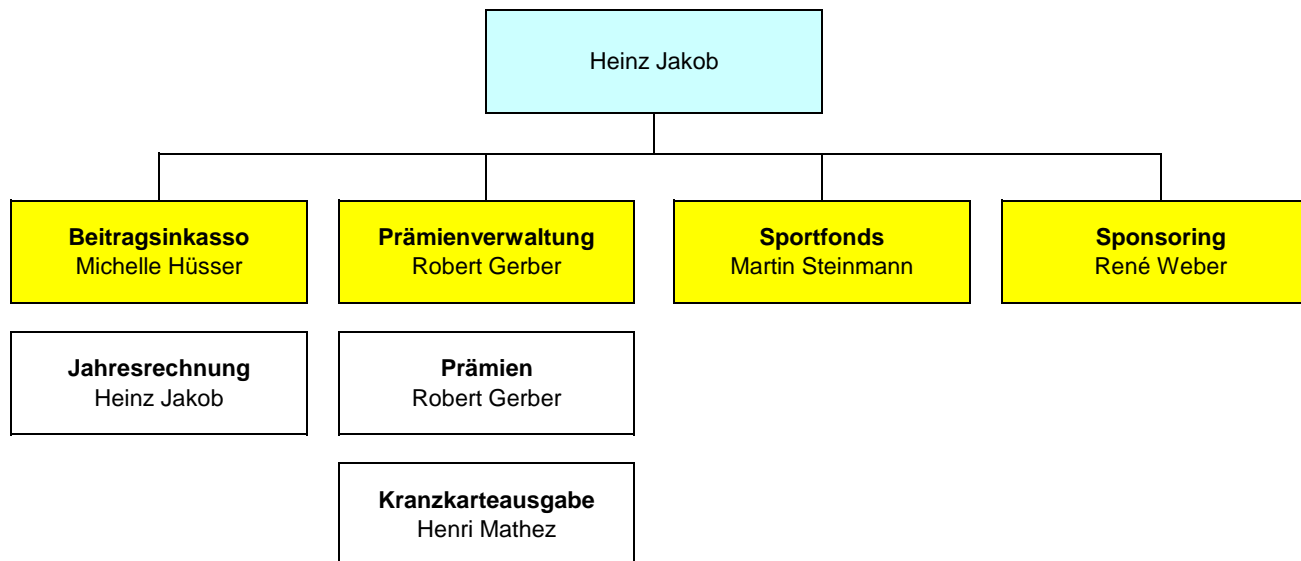 Heinz Jakob
Beitragsinkasso
Michelle Hüsser
Prämienverwaltung
Robert Gerber
Sportfonds
Martin Steinmann
Sponsoring
René Weber
Jahresrechnung
Heinz Jakob
Prämien
Robert Gerber
Kranzkarteausgabe
Henri Mathez